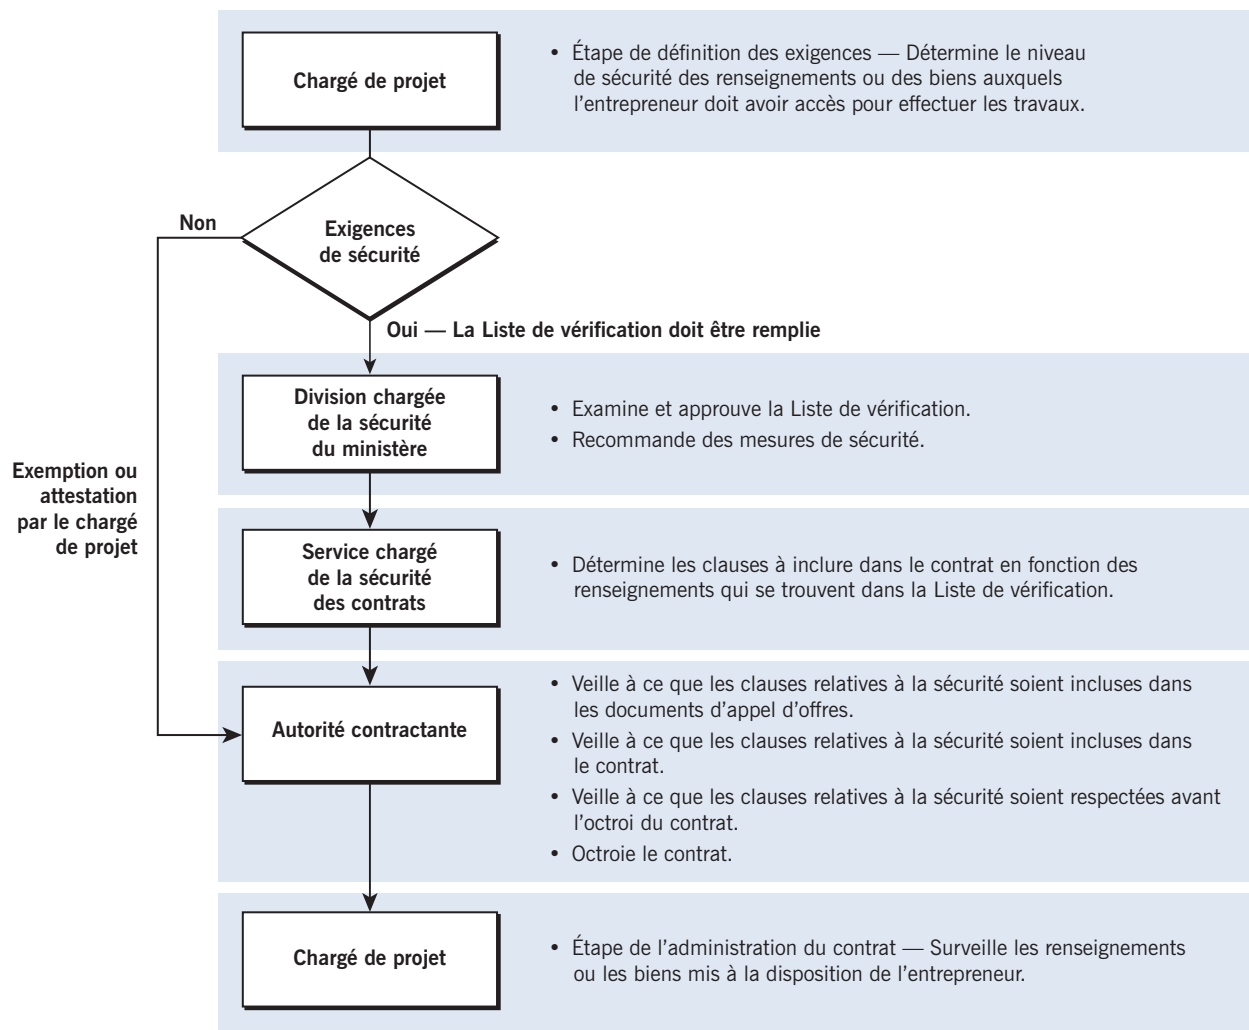 Chargé de projet
• Étape de définition des exigences — Détermine le niveau
de sécurité des renseignements ou des biens auxquels
l’entrepreneur doit avoir accès pour effectuer les travaux.
Non
Exigences
de sécurité
Oui — La Liste de vérification doit être remplie
Division chargée
de la sécurité
du ministère
• Examine et approuve la Liste de vérification.
• Recommande des mesures de sécurité.
Exemption ou
attestation
par le chargé
de projet
Service chargé
de la sécurité
des contrats
• Détermine les clauses à inclure dans le contrat en fonction des
renseignements qui se trouvent dans la Liste de vérification.
Autorité contractante
• Veille à ce que les clauses relatives à la sécurité soient incluses dans
les documents d’appel d’offres.
• Veille à ce que les clauses relatives à la sécurité soient incluses dans
le contrat.
• Veille à ce que les clauses relatives à la sécurité soient respectées avant
l’octroi du contrat.
• Octroie le contrat.
Chargé de projet
• Étape de l’administration du contrat — Surveille les renseignements
ou les biens mis à la disposition de l’entrepreneur.